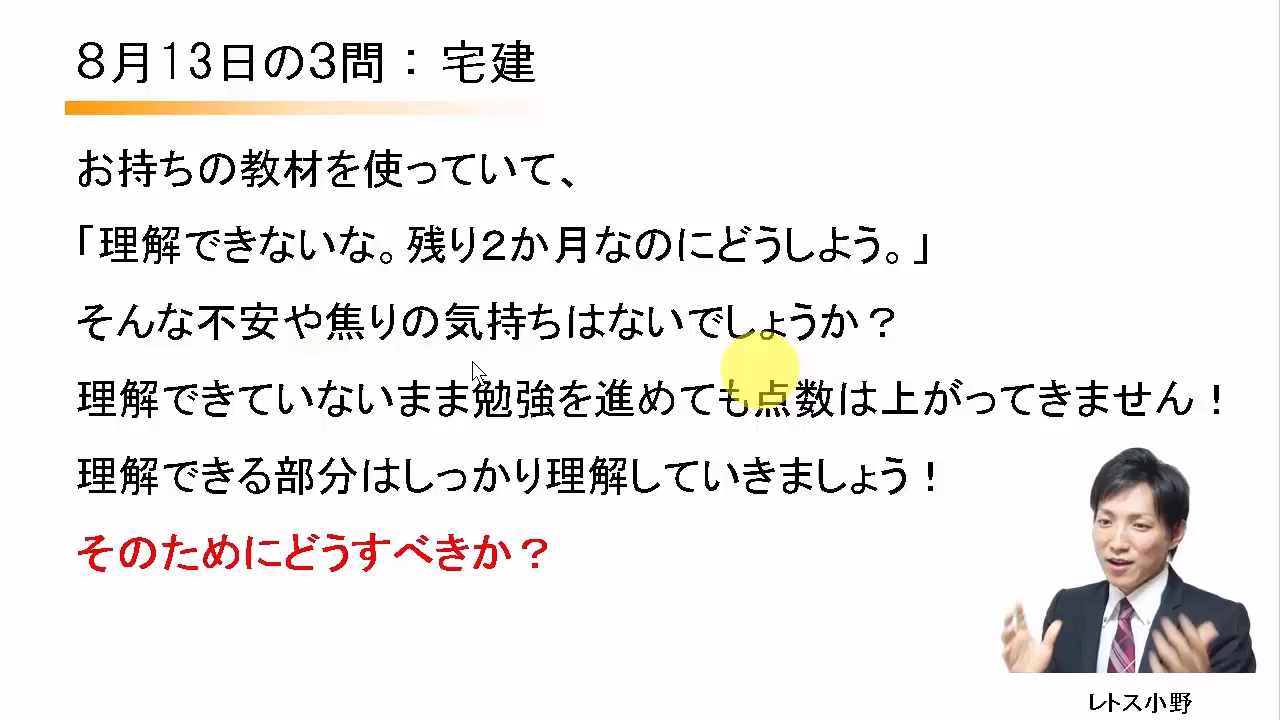 ８月13日の３問：宅建
お持ちの教材を使っていて、
「理解できないな。残り２か月なのにどうしよう。」
そんな不安や焦りの気持ちはないでしょうか？
理解できていないまま勉強を進めても点数は上がってきません！
理解できる部分はしっかり理解していきましょう！
そのためにどうすべきか？
レトス小野